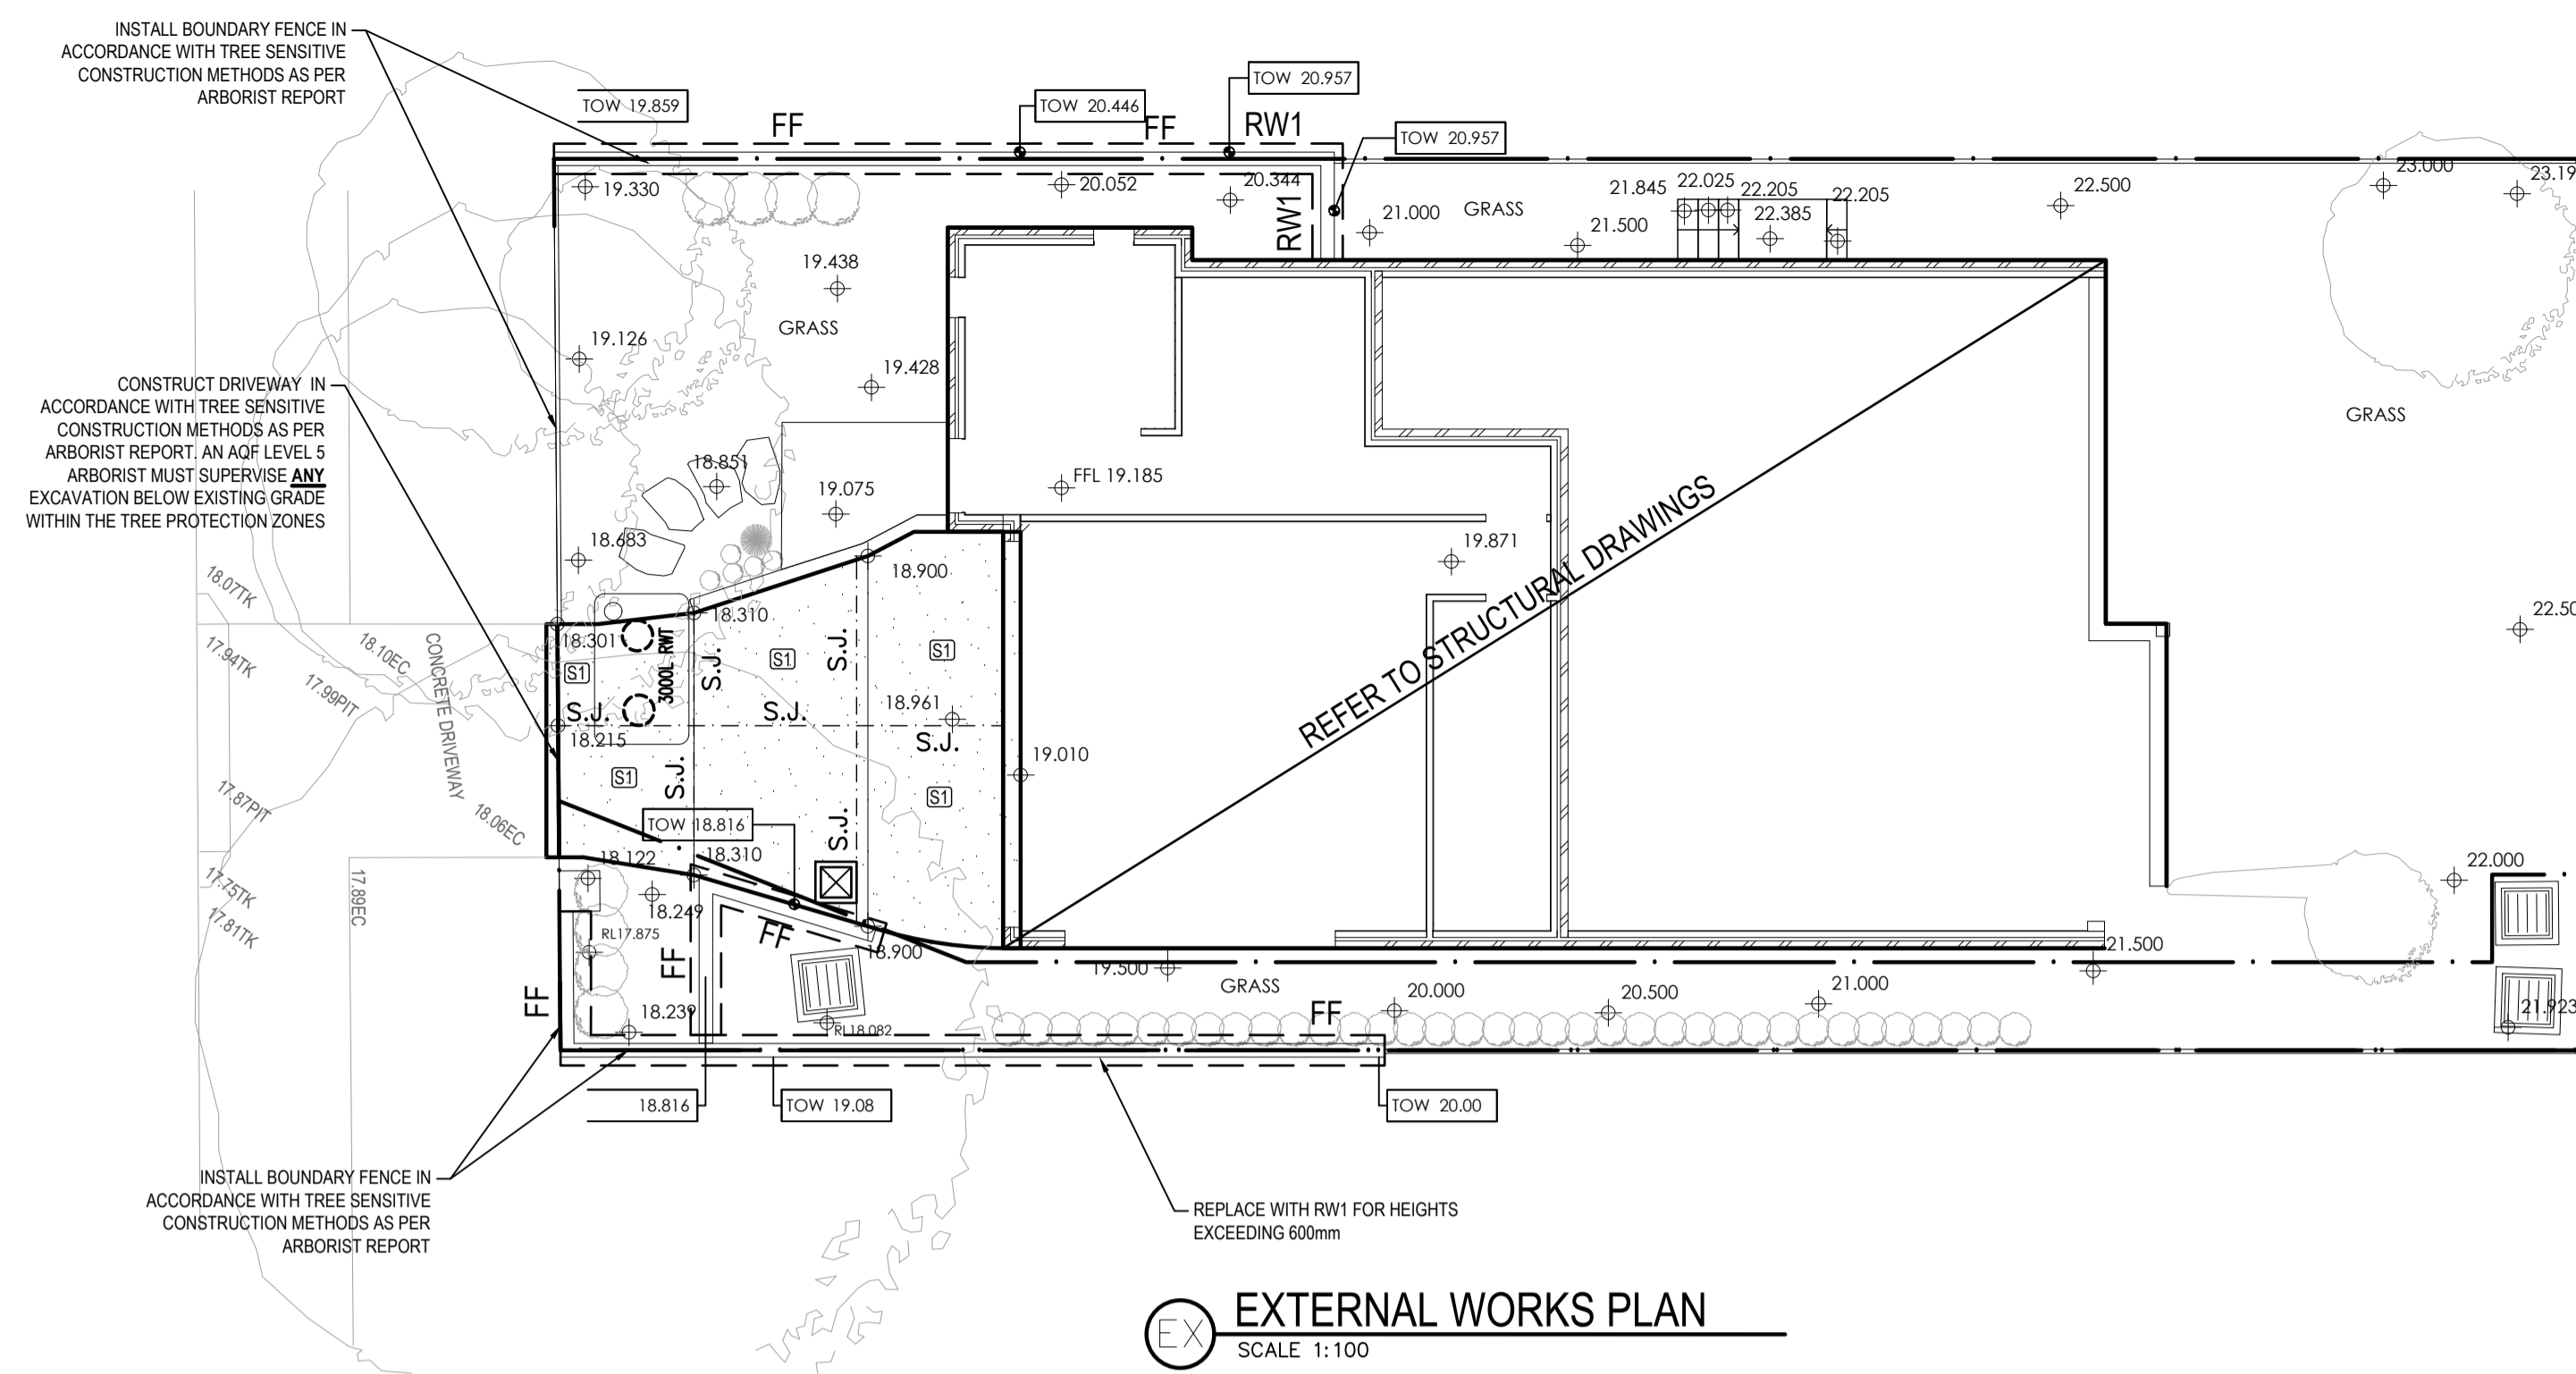 INSTALL BOUNDARY FENCE IN
ACCORDANCE WITH TREE SENSITIVE
CONSTRUCTION METHODS AS PER
ARBORIST REPORT
TOW 19.859
FF
TOW 20.446
FF
TOW 20.957
RW1
TOW 20.957
19.330
20.052
20.344
RW1
21.000
GRASS
21.500
21.845
22.025
22.205
22.385
22.205
22.500
23.000
23.19
19.438
GRASS
19.126
19.428
CONSTRUCT DRIVEWAY IN
ACCORDANCE WITH TREE SENSITIVE
CONSTRUCTION METHODS AS PER
ARBORIST REPORT. AN AQF LEVEL 5
ARBORIST MUST SUPERVISE ANY
EXCAVATION BELOW EXISTING GRADE
WITHIN THE TREE PROTECTION ZONES
GRASS
18.851
19.075
FFL 19.185
18.683
18.900
19.871
REFER TO STRUCTURAL DRAWINGS
18.07TK
17.94TK
18.10EC
17.99PIT
CONCRETE DRIVEWAY
18.301
18.310
3000L RWT
S.J.
S.J.
S1
S1
S1
22.50
S.J.
S.J.
18.961
S.J.
18.215
S1
S.J.
S1
19.010
17.87PIT
18.06EC
TOW 18.816
S.J.
18.122
18.310
17.75TK
17.81TK
17.89EC
18.249
RL17.875
FF
FF
18.900
22.000
21.500
19.500
GRASS
FF
18.239
RL18.082
FF
20.000
20.500
21.000
21.923
18.816
TOW 19.08
TOW 20.00
INSTALL BOUNDARY FENCE IN
ACCORDANCE WITH TREE SENSITIVE
CONSTRUCTION METHODS AS PER
ARBORIST REPORT
REPLACE WITH RW1 FOR HEIGHTS
EXCEEDING 600mm
EX
EXTERNAL WORKS PLAN
SCALE 1:100